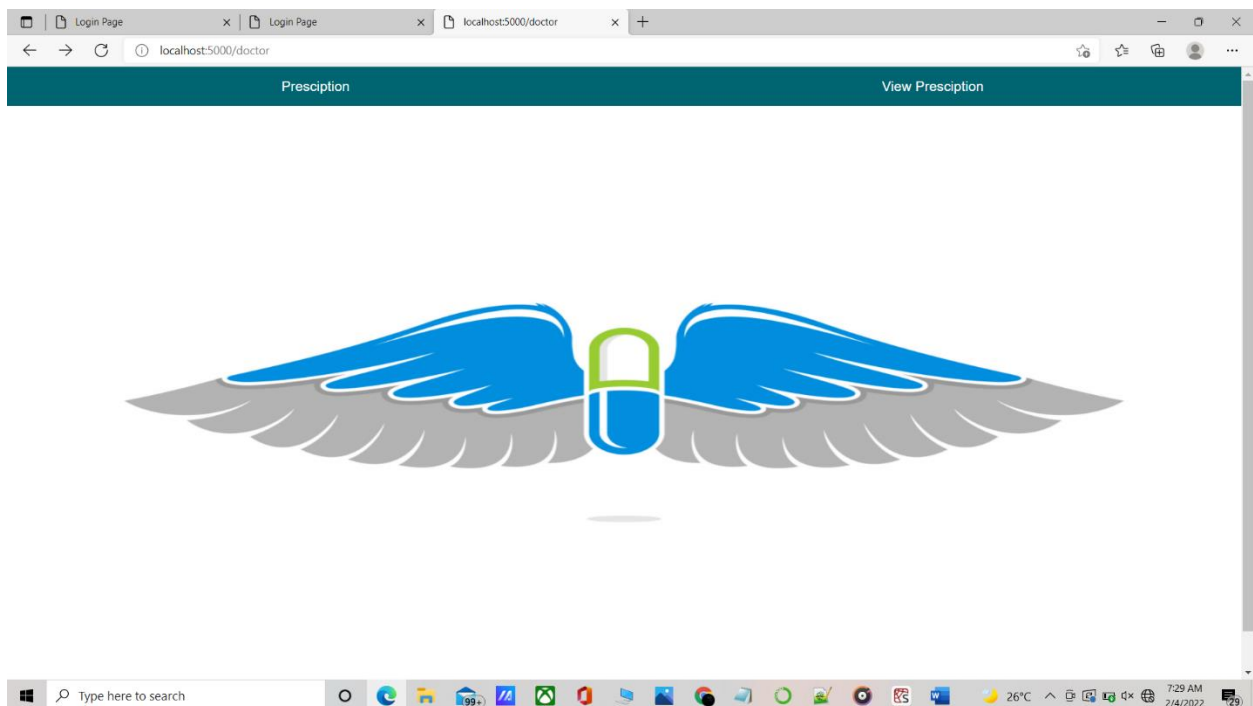 Login Page
Login Page
localhost:5000/doctor
localhost:5000/doctor
Presciption
View Presciption
Type here to search
99+
26°C
7:29 AM
2/4/2022
29